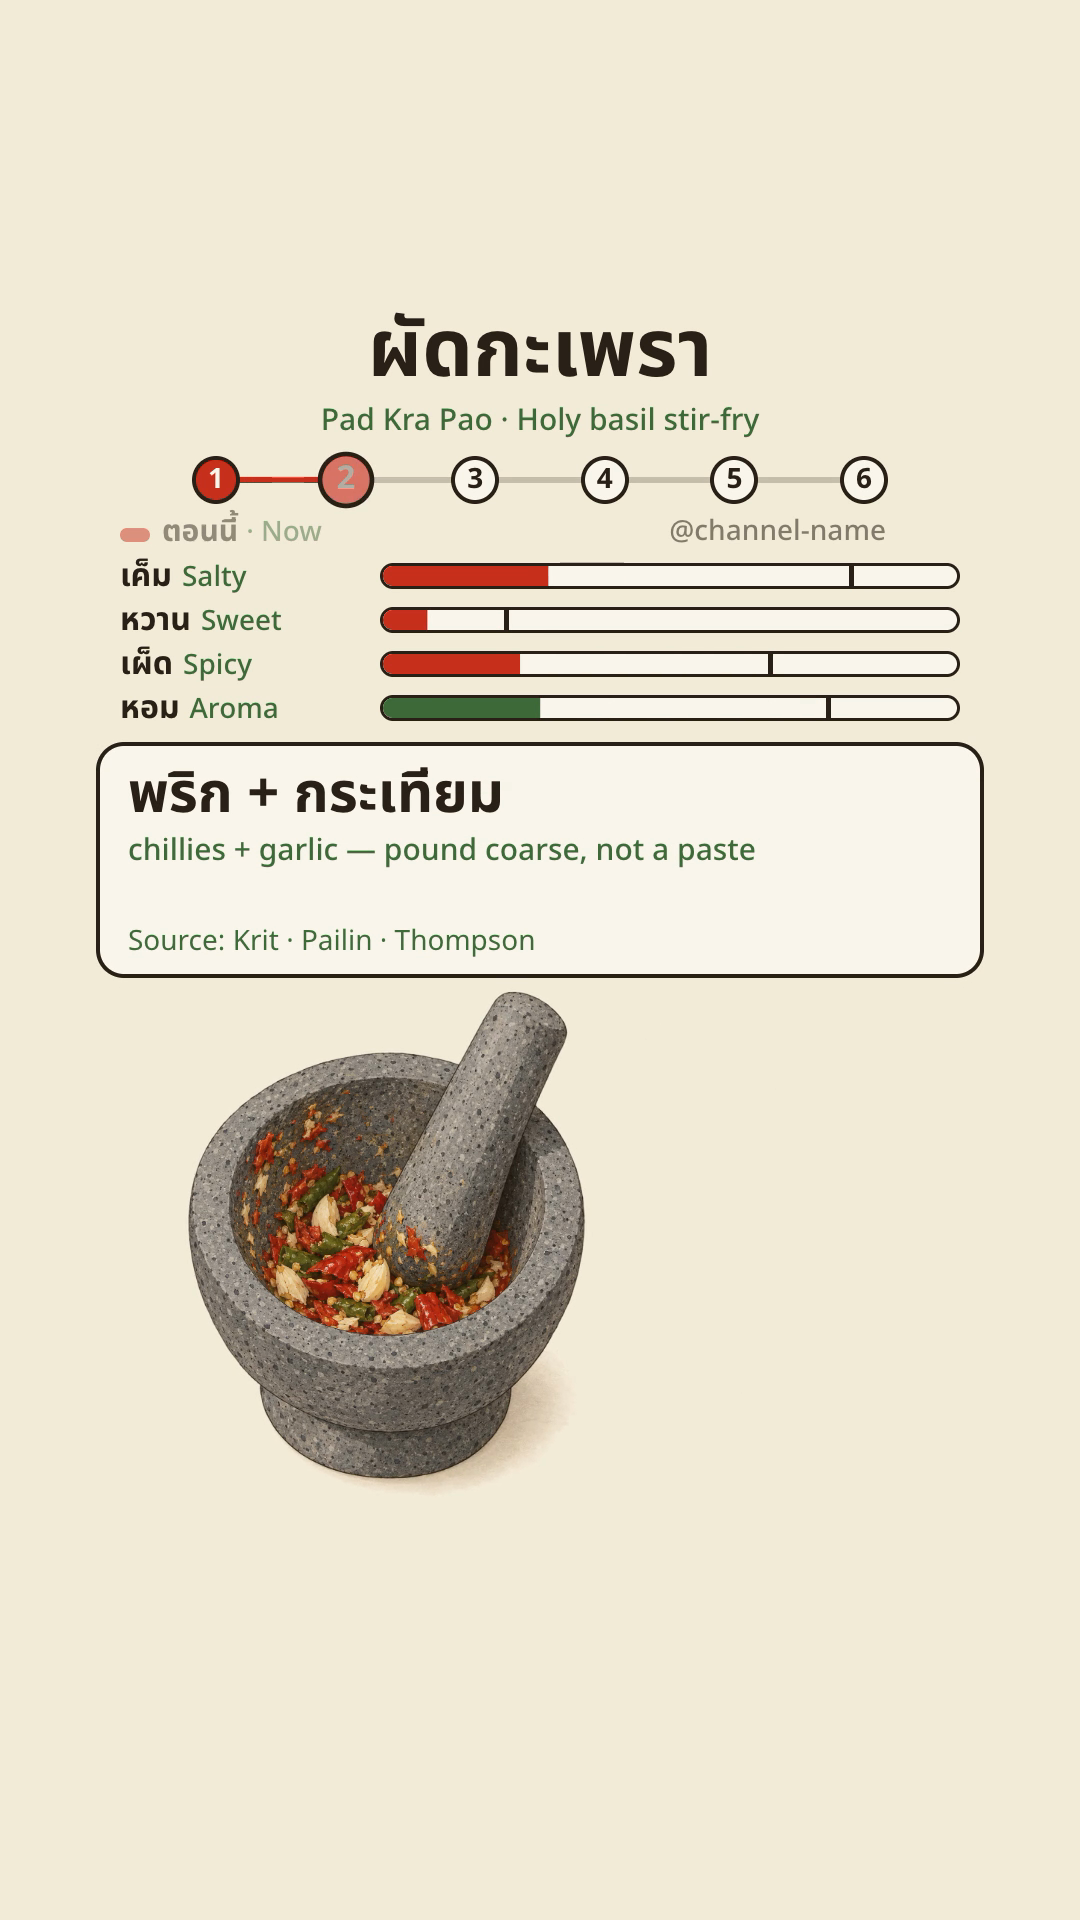 ผัดกะเพรา
Pad Kra Pao · Holy basil stir-fry
1 2 3 4 5 6
ตอนนี้ · Now @channel-name
เค็ม Salty
หวาน Sweet
เผ็ด Spicy
หอม Aroma
พริก + กระเทียม
chillies + garlic — pound coarse, not a paste
Source: Krit · Pailin · Thompson